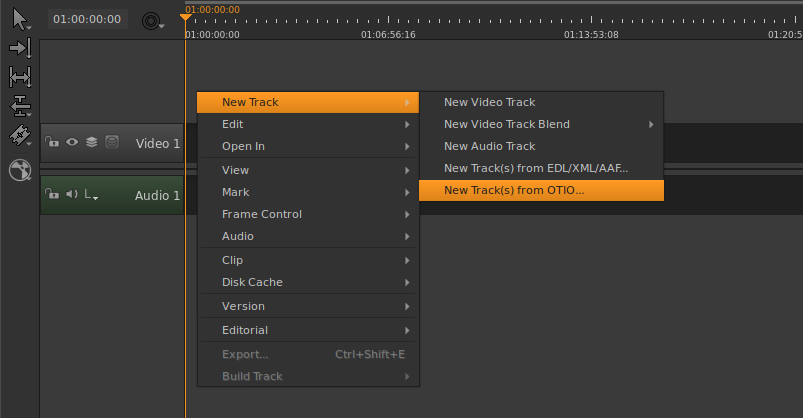 01:00:00:00
01:00:00:00
01:00:00:00 01:06:56:16 01:13:53:08 01:20:5
New Track
Edit
Open In
View
Mark
Frame Control
Audio
Clip
Disk Cache
Version
Editorial
Export... Ctrl+Shift+E
Build Track
New Video Track
New Video Track Blend
New Audio Track
New Track(s) from EDL/XML/AAF...
New Track(s) from OTIO...
Video 1
L Audio 1